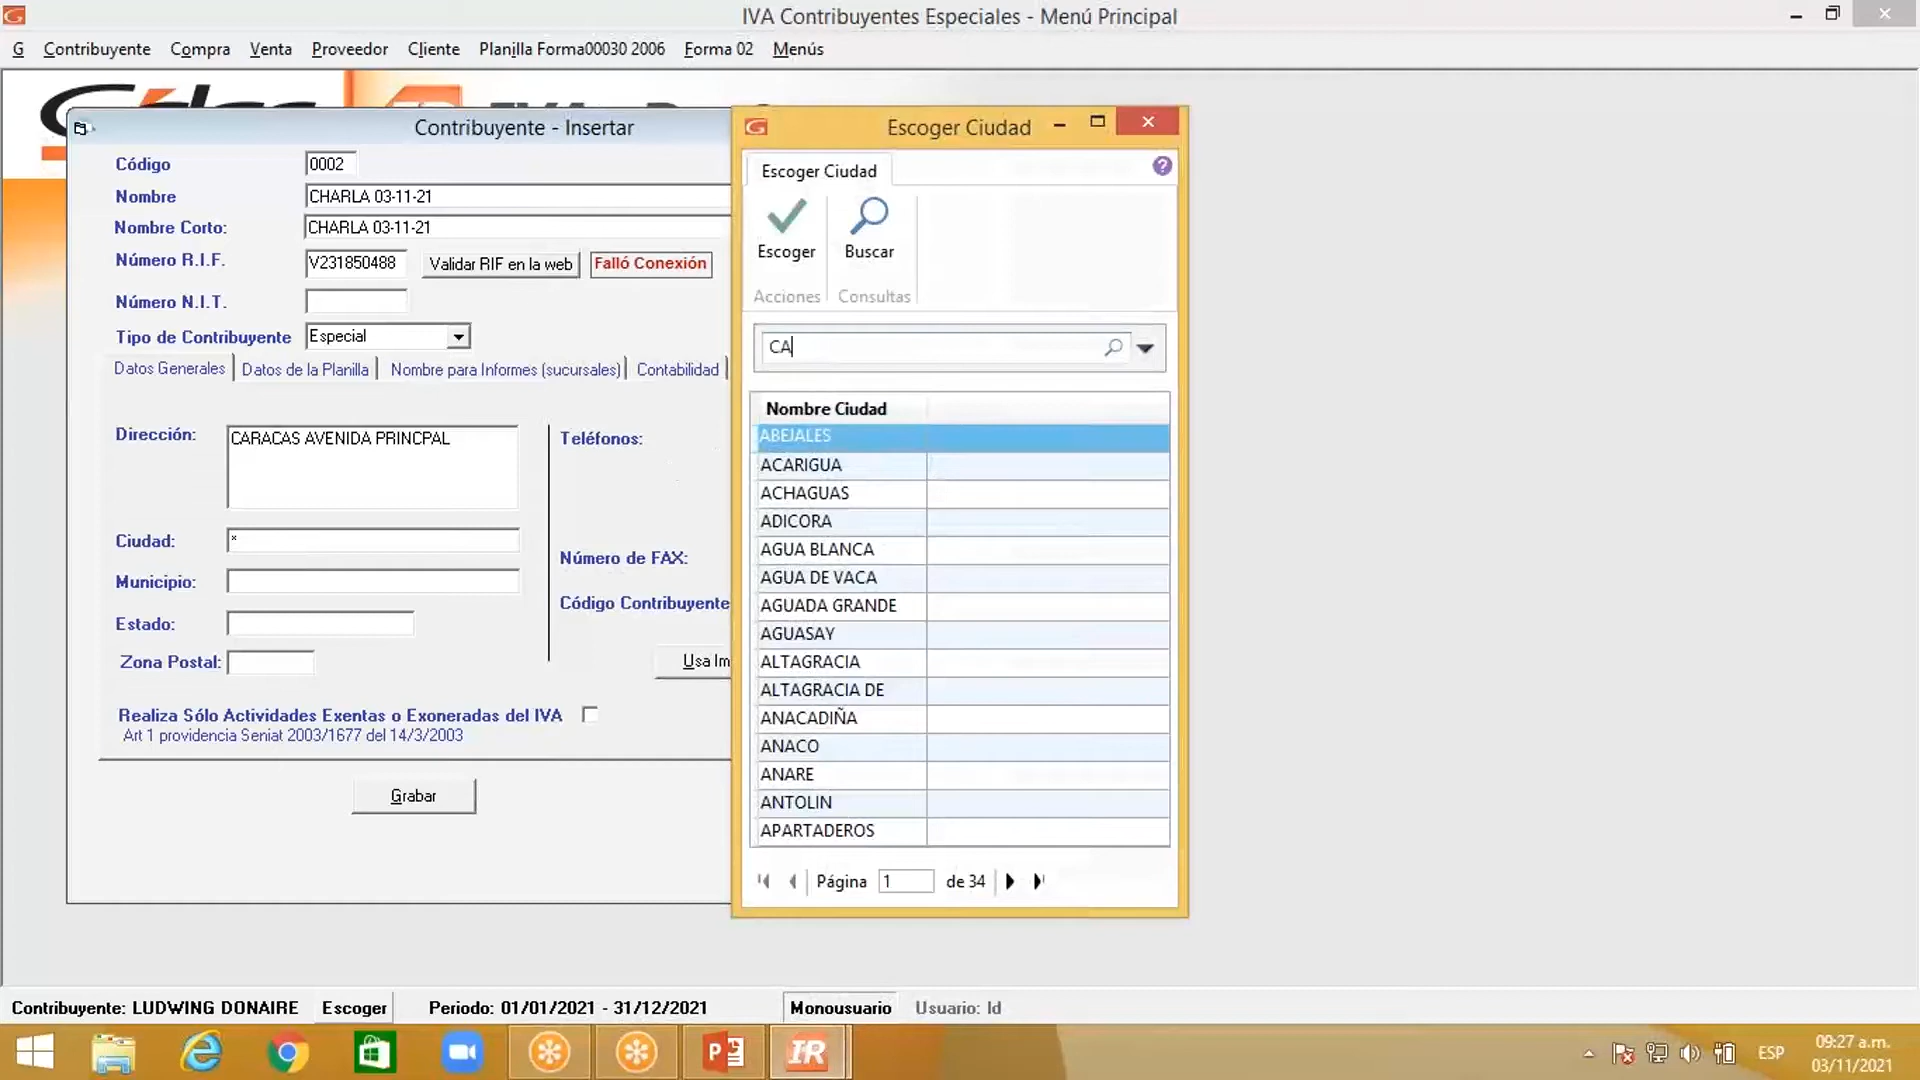 IVA Contribuyentes Especiales - Menú Principal
G Contribuyente Compra Venta Proveedor Cliente Planilla Forma00030 2006 Forma 02 Menús
Contribuyente - Insertar
Código 0002
Nombre CHARLA 03-11-21
Nombre Corto: CHARLA 03-11-21
Número R.I.F. V231850488 Validar RIF en la web Falló Conexión
Número N.I.T.
Tipo de Contribuyente Especial
Datos Generales Datos de la Planilla Nombre para Informes (sucursales) Contabilidad
Dirección: CARACAS AVENIDA PRINCPAL
Teléfonos:
Ciudad: *
Número de FAX:
Municipio:
Código Contribuyente
Estado:
Zona Postal:
Usa Im
Realiza Sólo Actividades Exentas o Exoneradas del IVA
Art 1 providencia Seniat 2003/1677 del 14/3/2003
Grabar
Escoger Ciudad
Escoger Ciudad
Escoger Buscar
Acciones Consultas
CA
Nombre Ciudad
ABEJALES
ACARIGUA
ACHAGUAS
ADICORA
AGUA BLANCA
AGUA DE VACA
AGUADA GRANDE
AGUASAY
ALTAGRACIA
ALTAGRACIA DE
ANACADIÑA
ANACO
ANARE
ANTOLIN
APARTADEROS
Página 1 de 34
Contribuyente: LUDWING DONAIRE Escoger Periodo: 01/01/2021 - 31/12/2021 Monousuario Usuario: Id
ESP
09:27 a.m.
03/11/2021